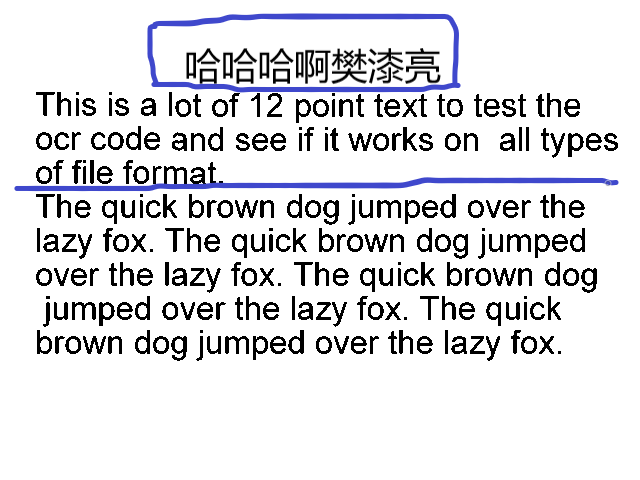 哈哈哈啊樊漆亮
This is a lot of 12 point text to test the
ocr code and see if it works on  all types
of file format.
The quick brown dog jumped over the
lazy fox. The quick brown dog jumped
over the lazy fox. The quick brown dog
jumped over the lazy fox. The quick
brown dog jumped over the lazy fox.